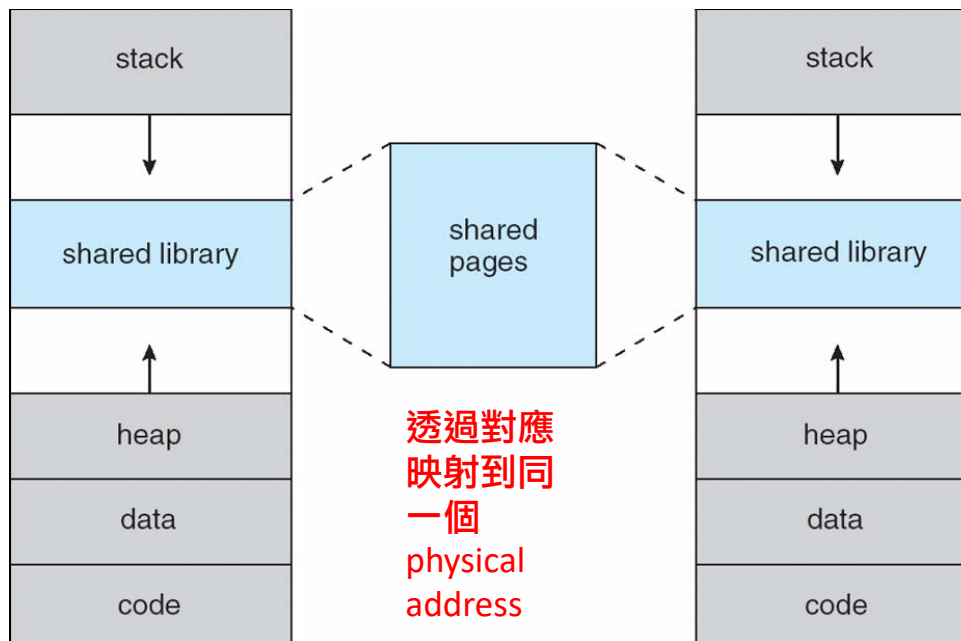 stack
shared library
heap
data
code
shared
pages
透過對應
映射到同
一個
physical
address
stack
shared library
heap
data
code